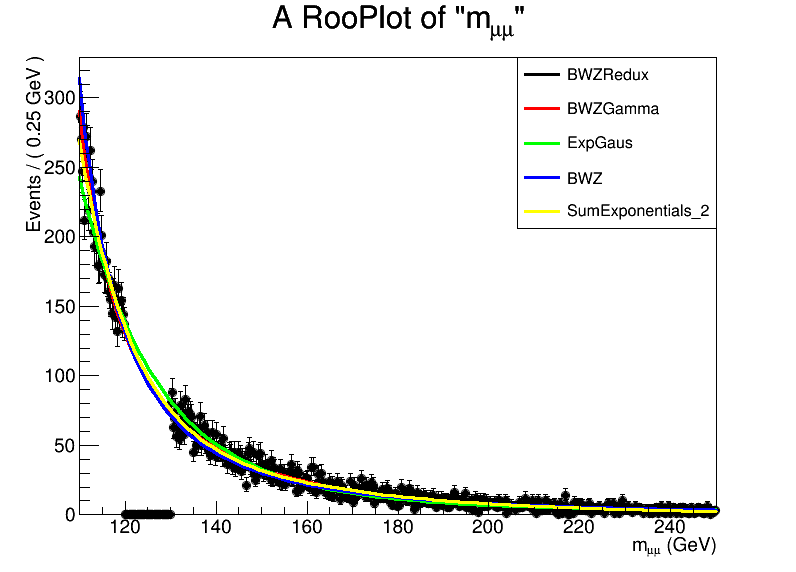 A RooPlot of "mμμ"
Events / ( 0.25 GeV )
300
250
200
150
100
50
0
BWZRedux
BWZGamma
ExpGaus
BWZ
SumExponentials_2
120 140 160 180 200 220 240
mμμ (GeV)